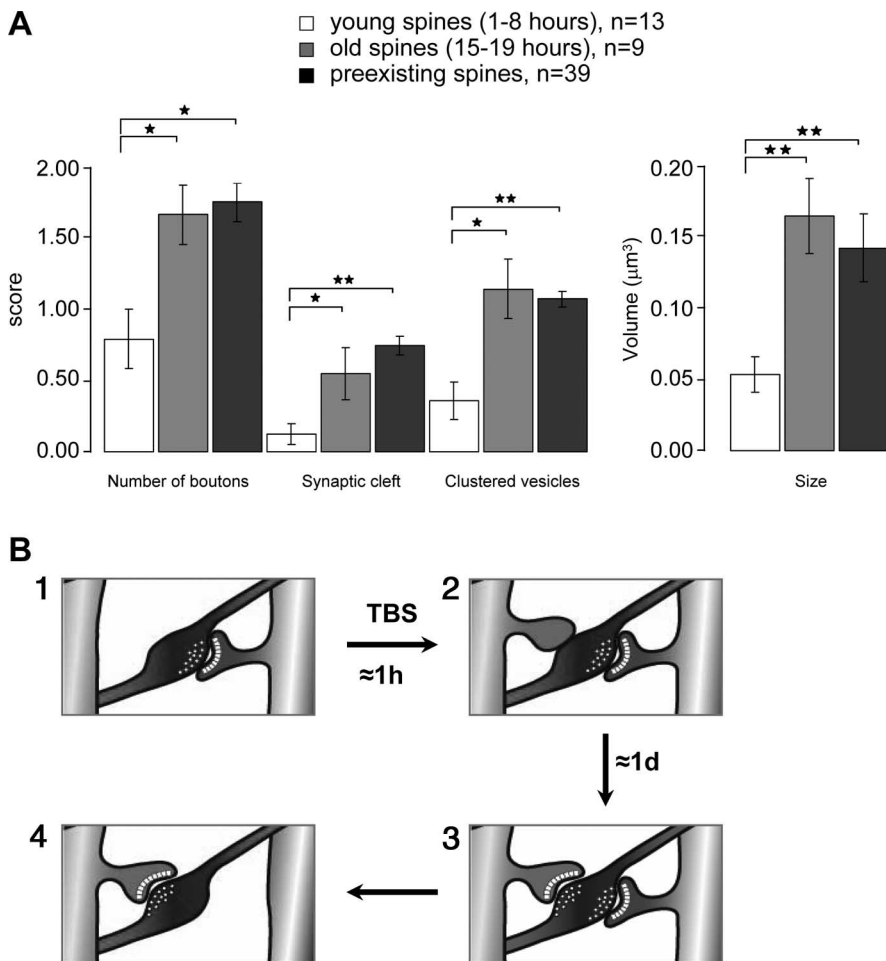 A
young spines (1-8 hours), n=13
old spines (15-19 hours), n=9
preexisting spines, n=39
★ ★
★ ★★
★ ★★
★★ ★★
score
2.00
1.50
1.00
0.50
0.00
Number of boutons
Synaptic cleft
Clustered vesicles
Volume (μm³)
0.20
0.15
0.10
0.05
0.00
Size
B
1
TBS
≈1h
2
≈1d
4
3